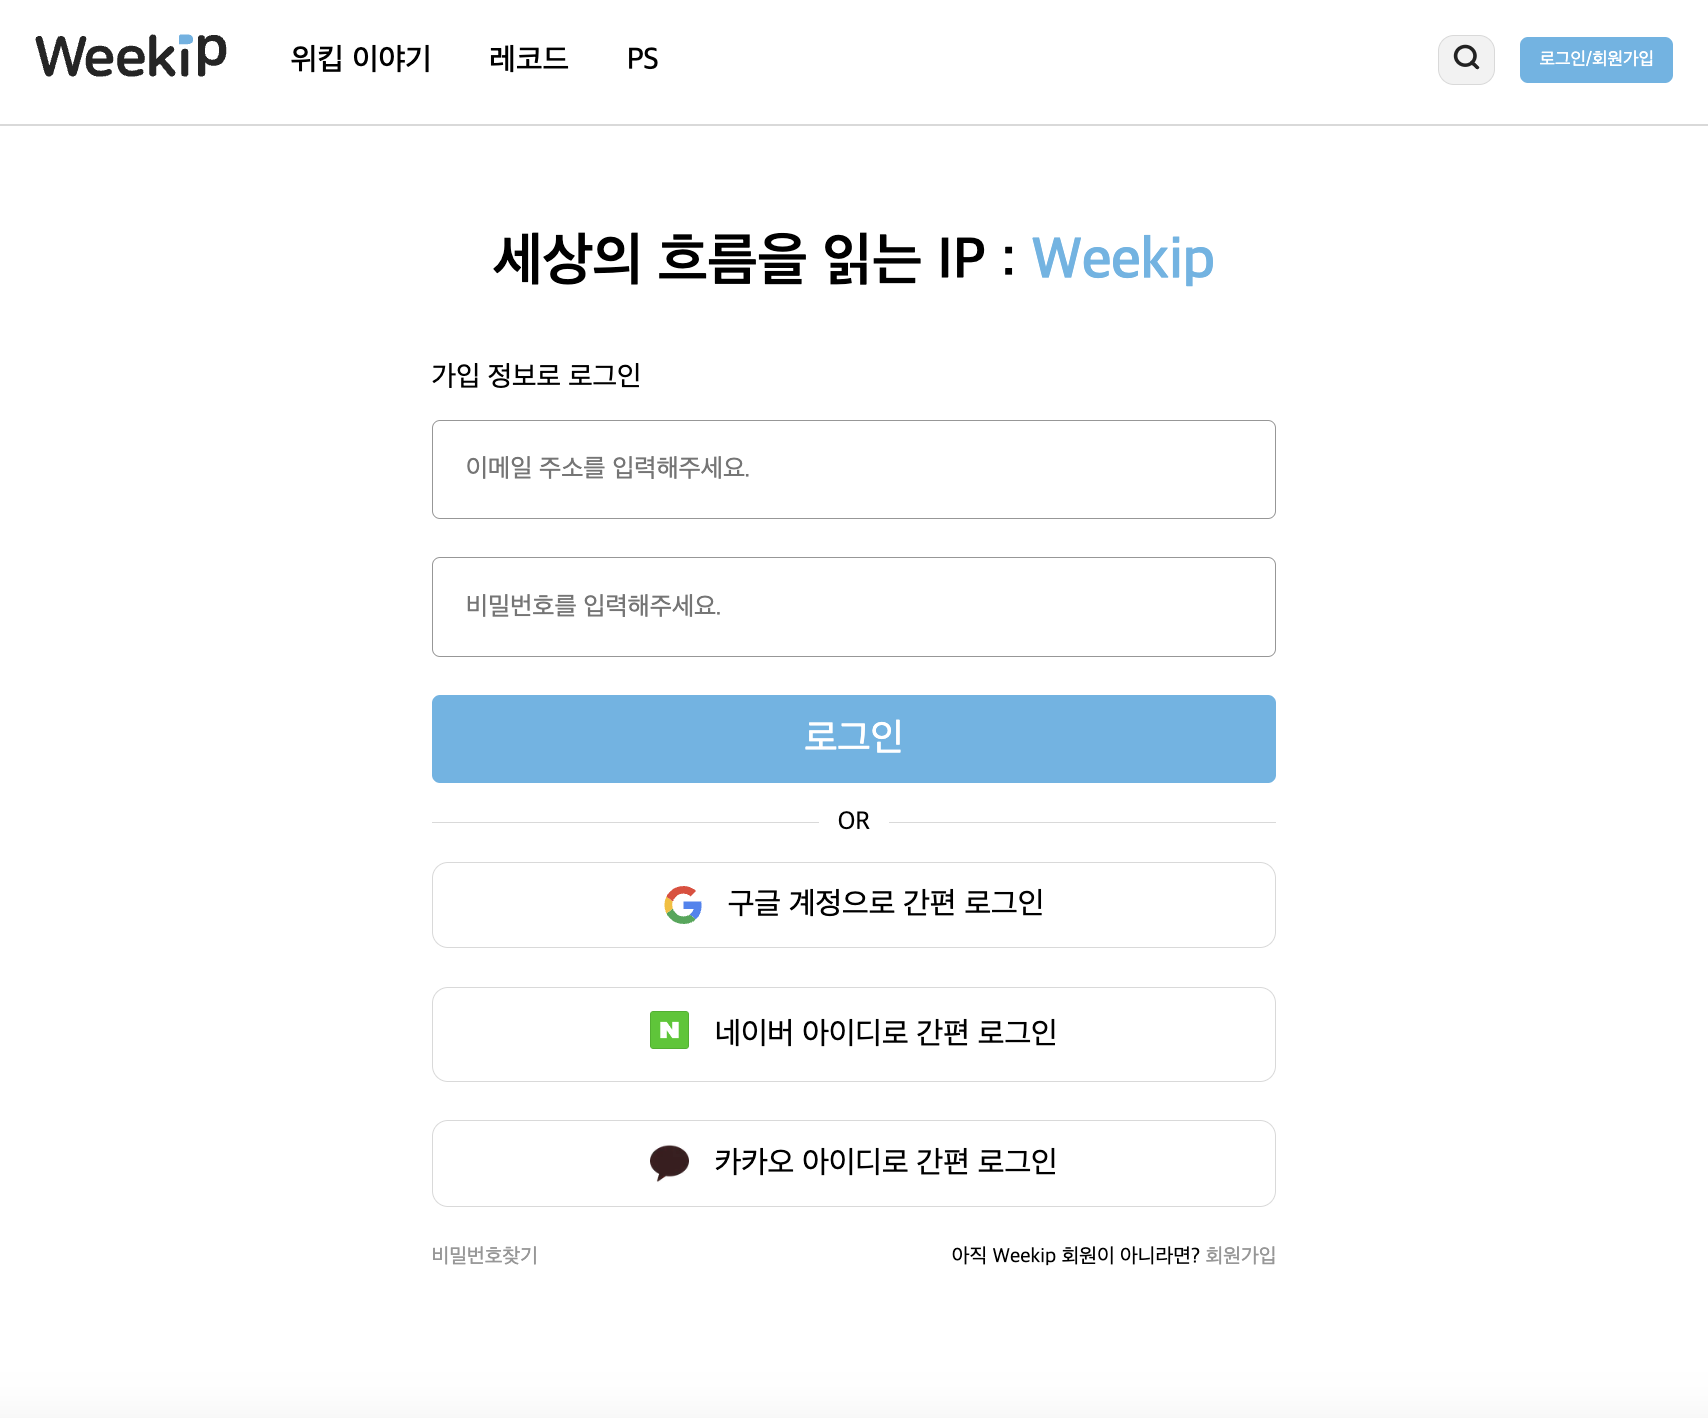 Weekip 위킵 이야기 레코드 PS 로그인/회원가입
세상의 흐름을 읽는 IP : Weekip
가입 정보로 로그인
이메일 주소를 입력해주세요.
비밀번호를 입력해주세요.
로그인
OR
구글 계정으로 간편 로그인
네이버 아이디로 간편 로그인
카카오 아이디로 간편 로그인
비밀번호찾기 아직 Weekip 회원이 아니라면? 회원가입